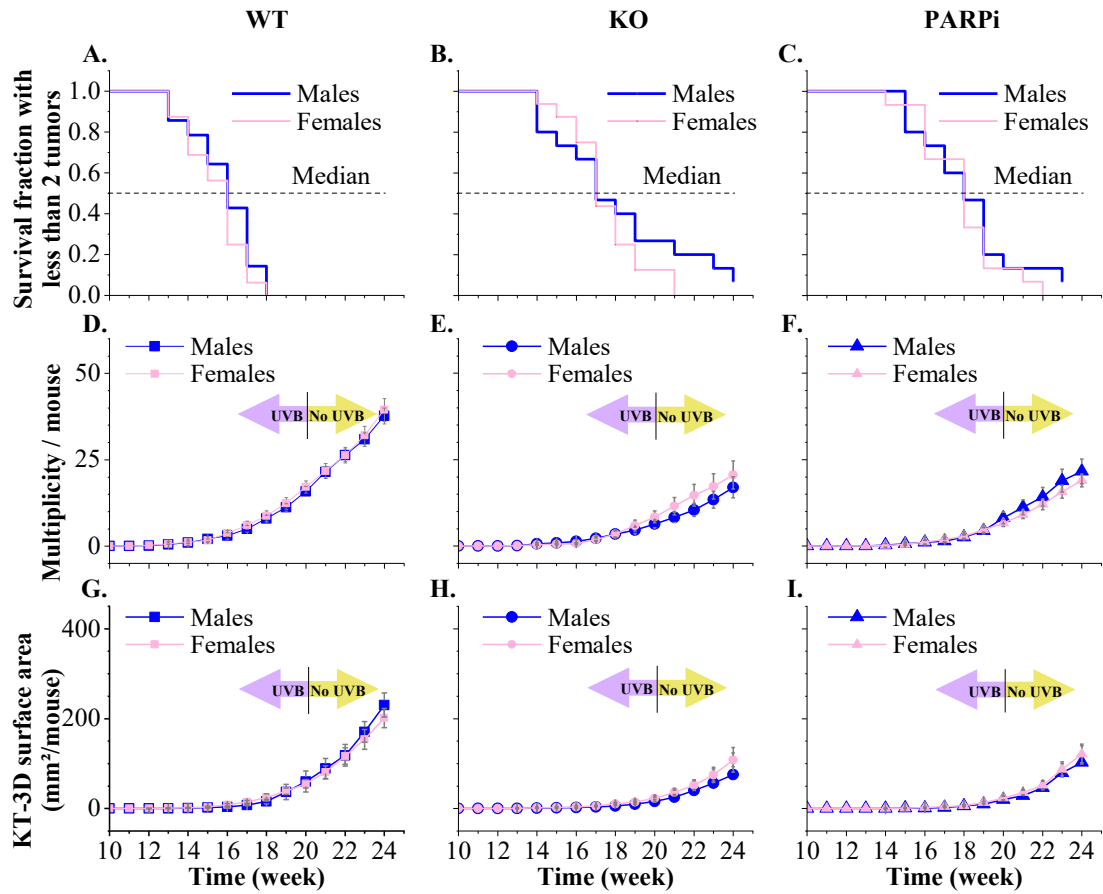 WT KO PARPi
A. B. C.
Survival fraction with
less than 2 tumors
1.0
0.8
0.6
0.4
0.2
0.0
Males
Females
Median
Males
Females
Median
Males
Females
Median
D. E. F.
Multiplicity / mouse
50
25
0
Males
Females
UVB No UVB
Males
Females
UVB No UVB
Males
Females
UVB No UVB
G. H. I.
KT-3D surface area
(mm²/mouse)
400
200
0
Males
Females
UVB No UVB
Males
Females
UVB No UVB
Males
Females
UVB No UVB
10 12 14 16 18 20 22 24
10 12 14 16 18 20 22 24
10 12 14 16 18 20 22 24
Time (week) Time (week) Time (week)